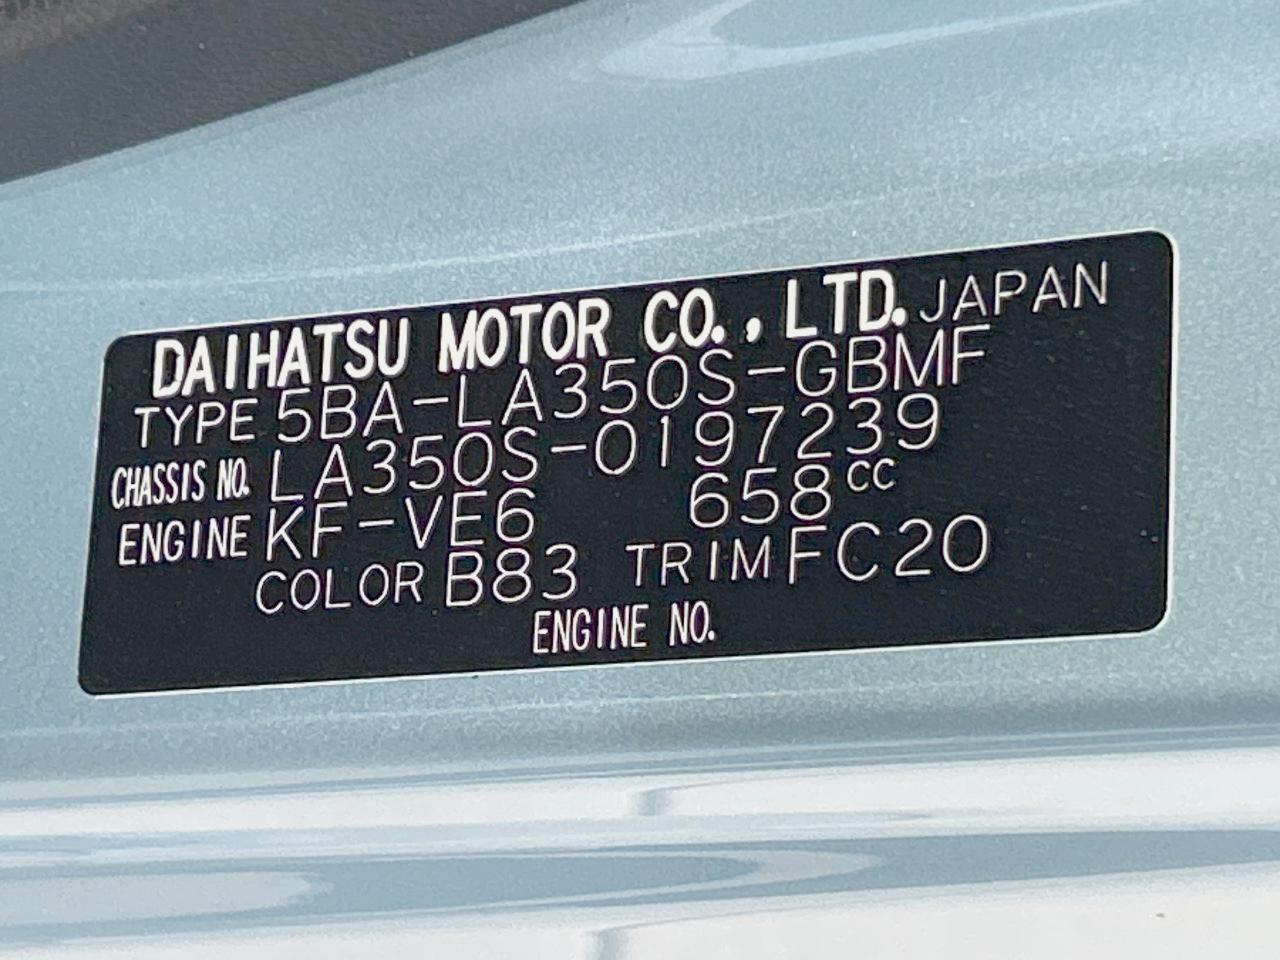 DAIHATSU MOTOR CO., LTD. JAPAN
TYPE 5BA-LA350S-GBMF
CHASSIS NO. LA350S-0197239
ENGINE KF-VE6 658cc
COLOR B83 TRIM FC20
ENGINE NO.